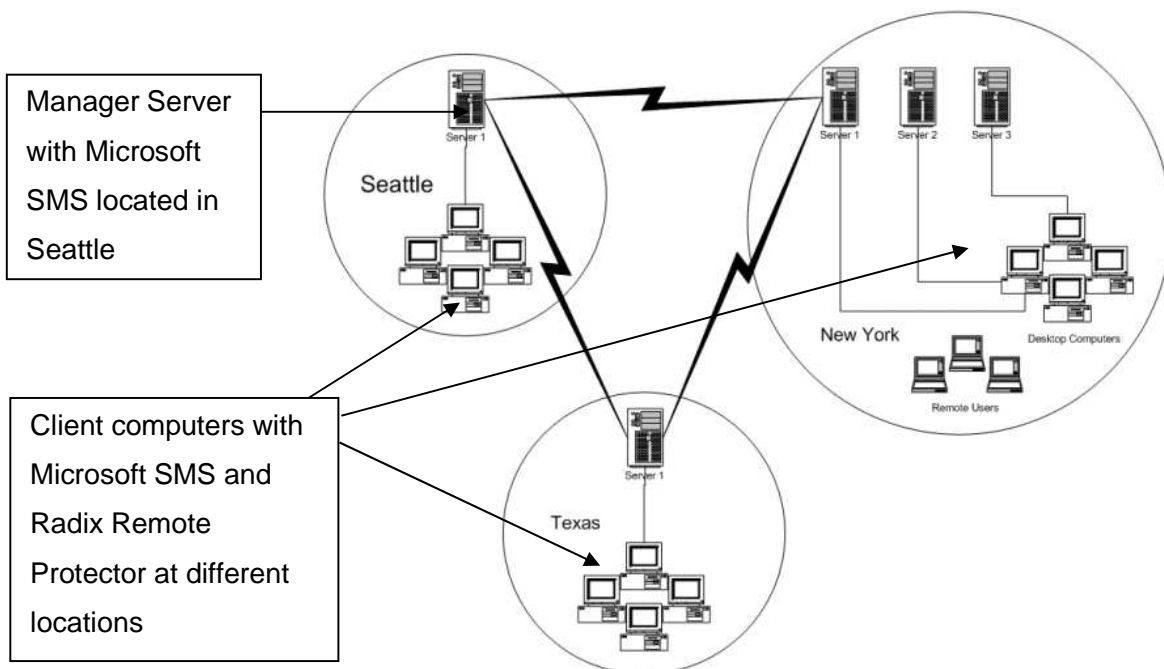 Manager Server
with Microsoft
SMS located in
Seattle
Server 1
Seattle
Server 1
Server 2
Server 3
New York
Desktop Computers
Remote Users
Client computers with
Microsoft SMS and
Radix Remote
Protector at different
locations
Server 1
Texas